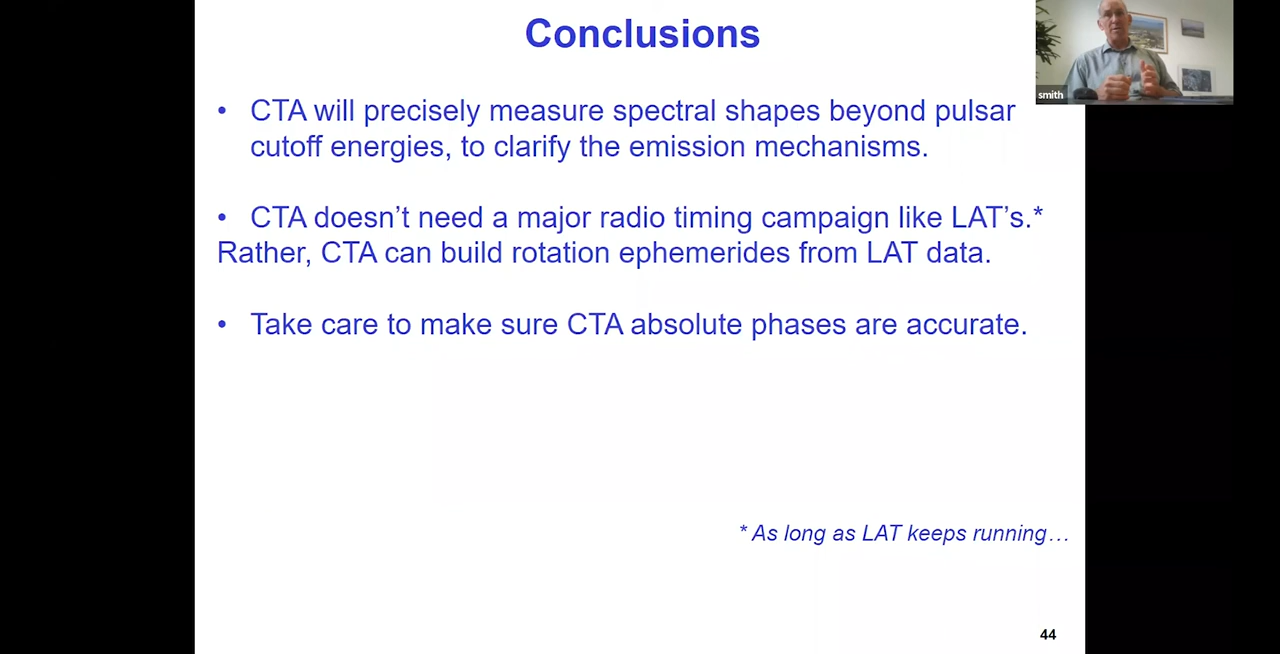 Conclusions
smith
• CTA will precisely measure spectral shapes beyond pulsar
cutoff energies, to clarify the emission mechanisms.
• CTA doesn’t need a major radio timing campaign like LAT’s.*
Rather, CTA can build rotation ephemerides from LAT data.
• Take care to make sure CTA absolute phases are accurate.
* As long as LAT keeps running…
44